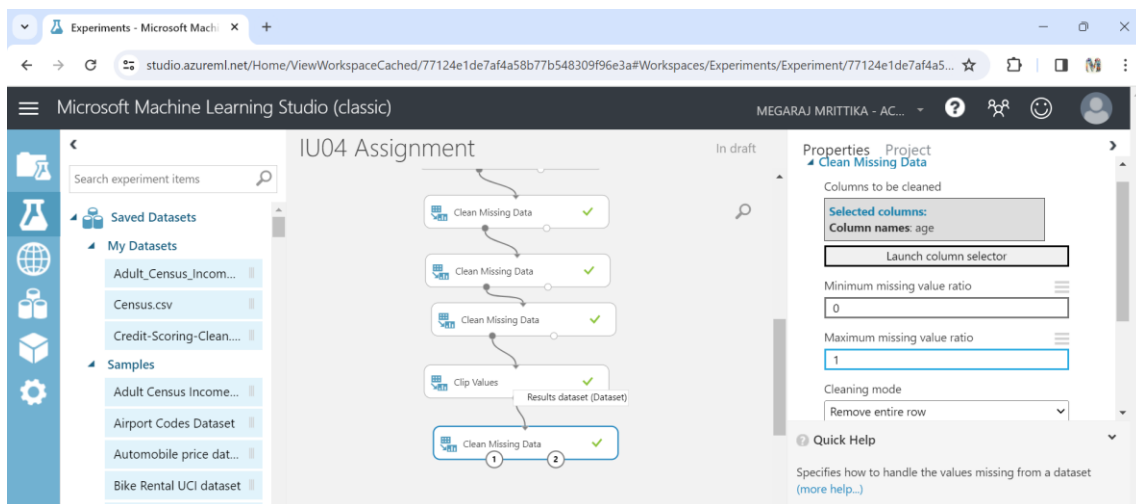 Experiments - Microsoft Machi
studio.azureml.net/Home/ViewWorkspaceCached/77124e1de7af4a58b77b548309f96e3a#Workspaces/Experiments/Experiment/77124e1de7af4a5...
Microsoft Machine Learning Studio (classic)
MEGARAJ MRITTIKA - AC...
Search experiment items
Saved Datasets
My Datasets
Adult_Census_Incom...
Census.csv
Credit-Scoring-Clean....
Samples
Adult Census Income...
Airport Codes Dataset
Automobile price dat...
Bike Rental UCI dataset
IU04 Assignment
In draft
Clean Missing Data
Clean Missing Data
Clean Missing Data
Clip Values
Results dataset (Dataset)
Clean Missing Data
1 2
Properties Project
Clean Missing Data
Columns to be cleaned
Selected columns:
Column names: age
Launch column selector
Minimum missing value ratio
0
Maximum missing value ratio
1
Cleaning mode
Remove entire row
Quick Help
Specifies how to handle the values missing from a dataset
(more help...)